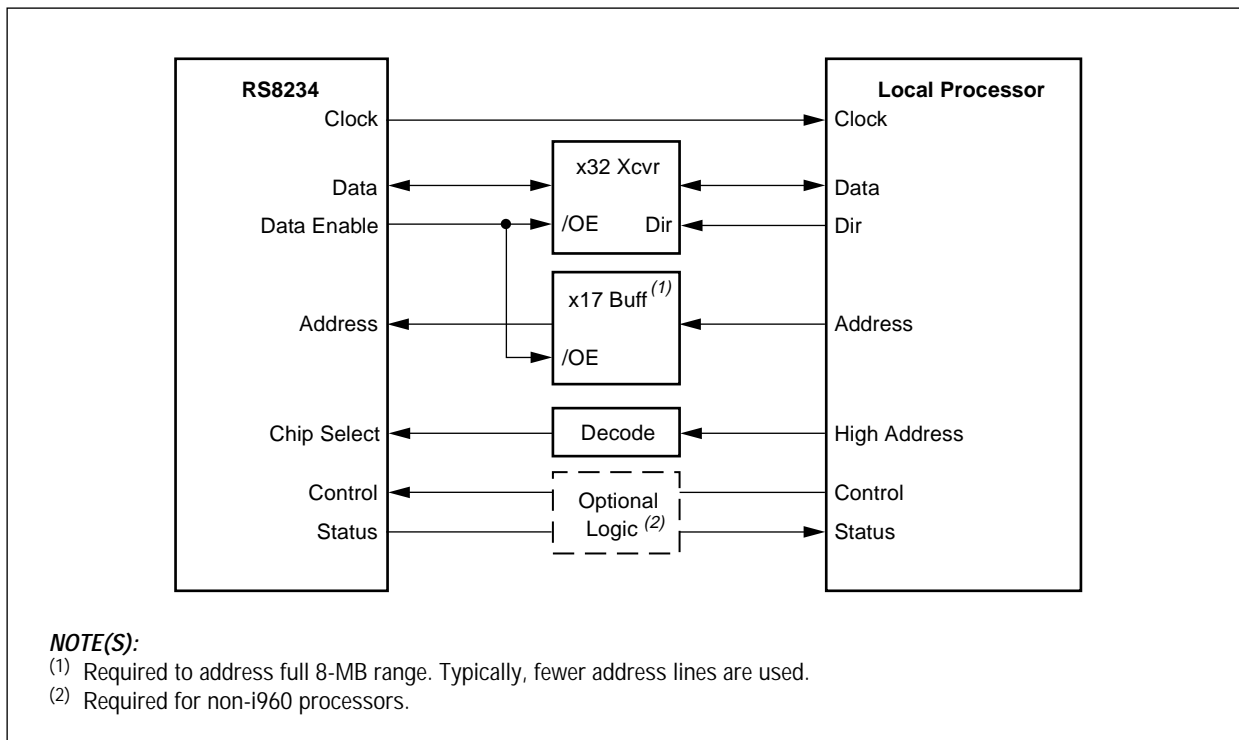 RS8234
Local Processor
Clock
Clock
x32 Xcvr
Data
Data
Data Enable
/OE
Dir
Dir
x17 Buff (1)
Address
Address
/OE
Chip Select
Decode
High Address
Control
Optional
Logic (2)
Control
Status
Status
NOTE(S):
(1) Required to address full 8-MB range. Typically, fewer address lines are used.
(2) Required for non-i960 processors.